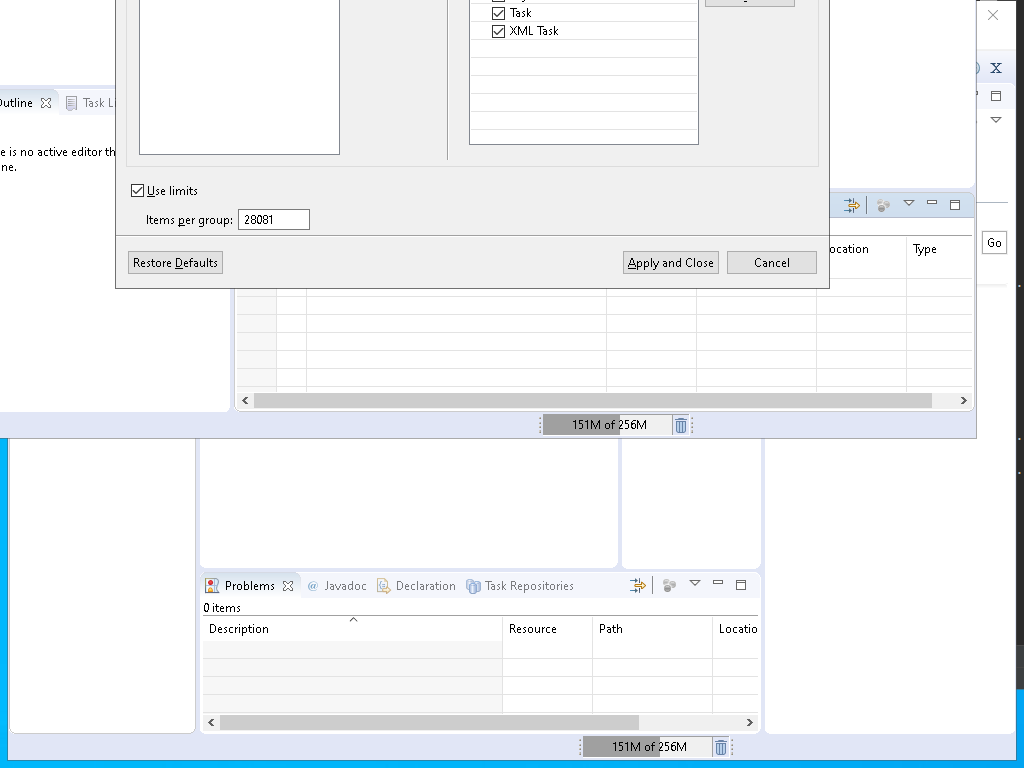 Task
XML Task
X
Outline
Task Li
e is no active editor th
ne.
Use limits
Items per group: 28081
Restore Defaults
Apply and Close
Cancel
ocation
Type
Go
151M of 256M
Problems
Javadoc
Declaration
Task Repositories
0 items
Description
Resource
Path
Locatio
151M of 256M